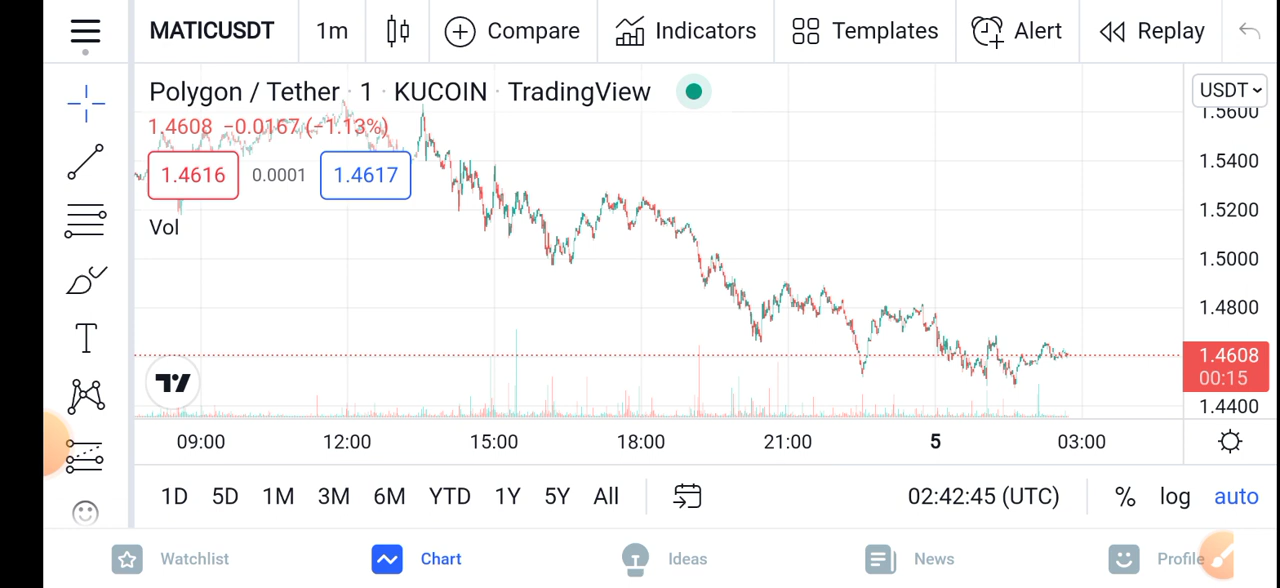 MATICUSDT 1m Compare Indicators Templates Alert Replay
Polygon / Tether · 1 · KUCOIN · TradingView
USDT
1.4608 −0.0167 (−1.13%)
1.4616 0.0001 1.4617
Vol
1.5600
1.5400
1.5200
1.5000
1.4800
1.4608
00:15
1.4400
09:00 12:00 15:00 18:00 21:00 5 03:00
1D 5D 1M 3M 6M YTD 1Y 5Y All 02:42:45 (UTC) % log auto
Watchlist Chart Ideas News Profile